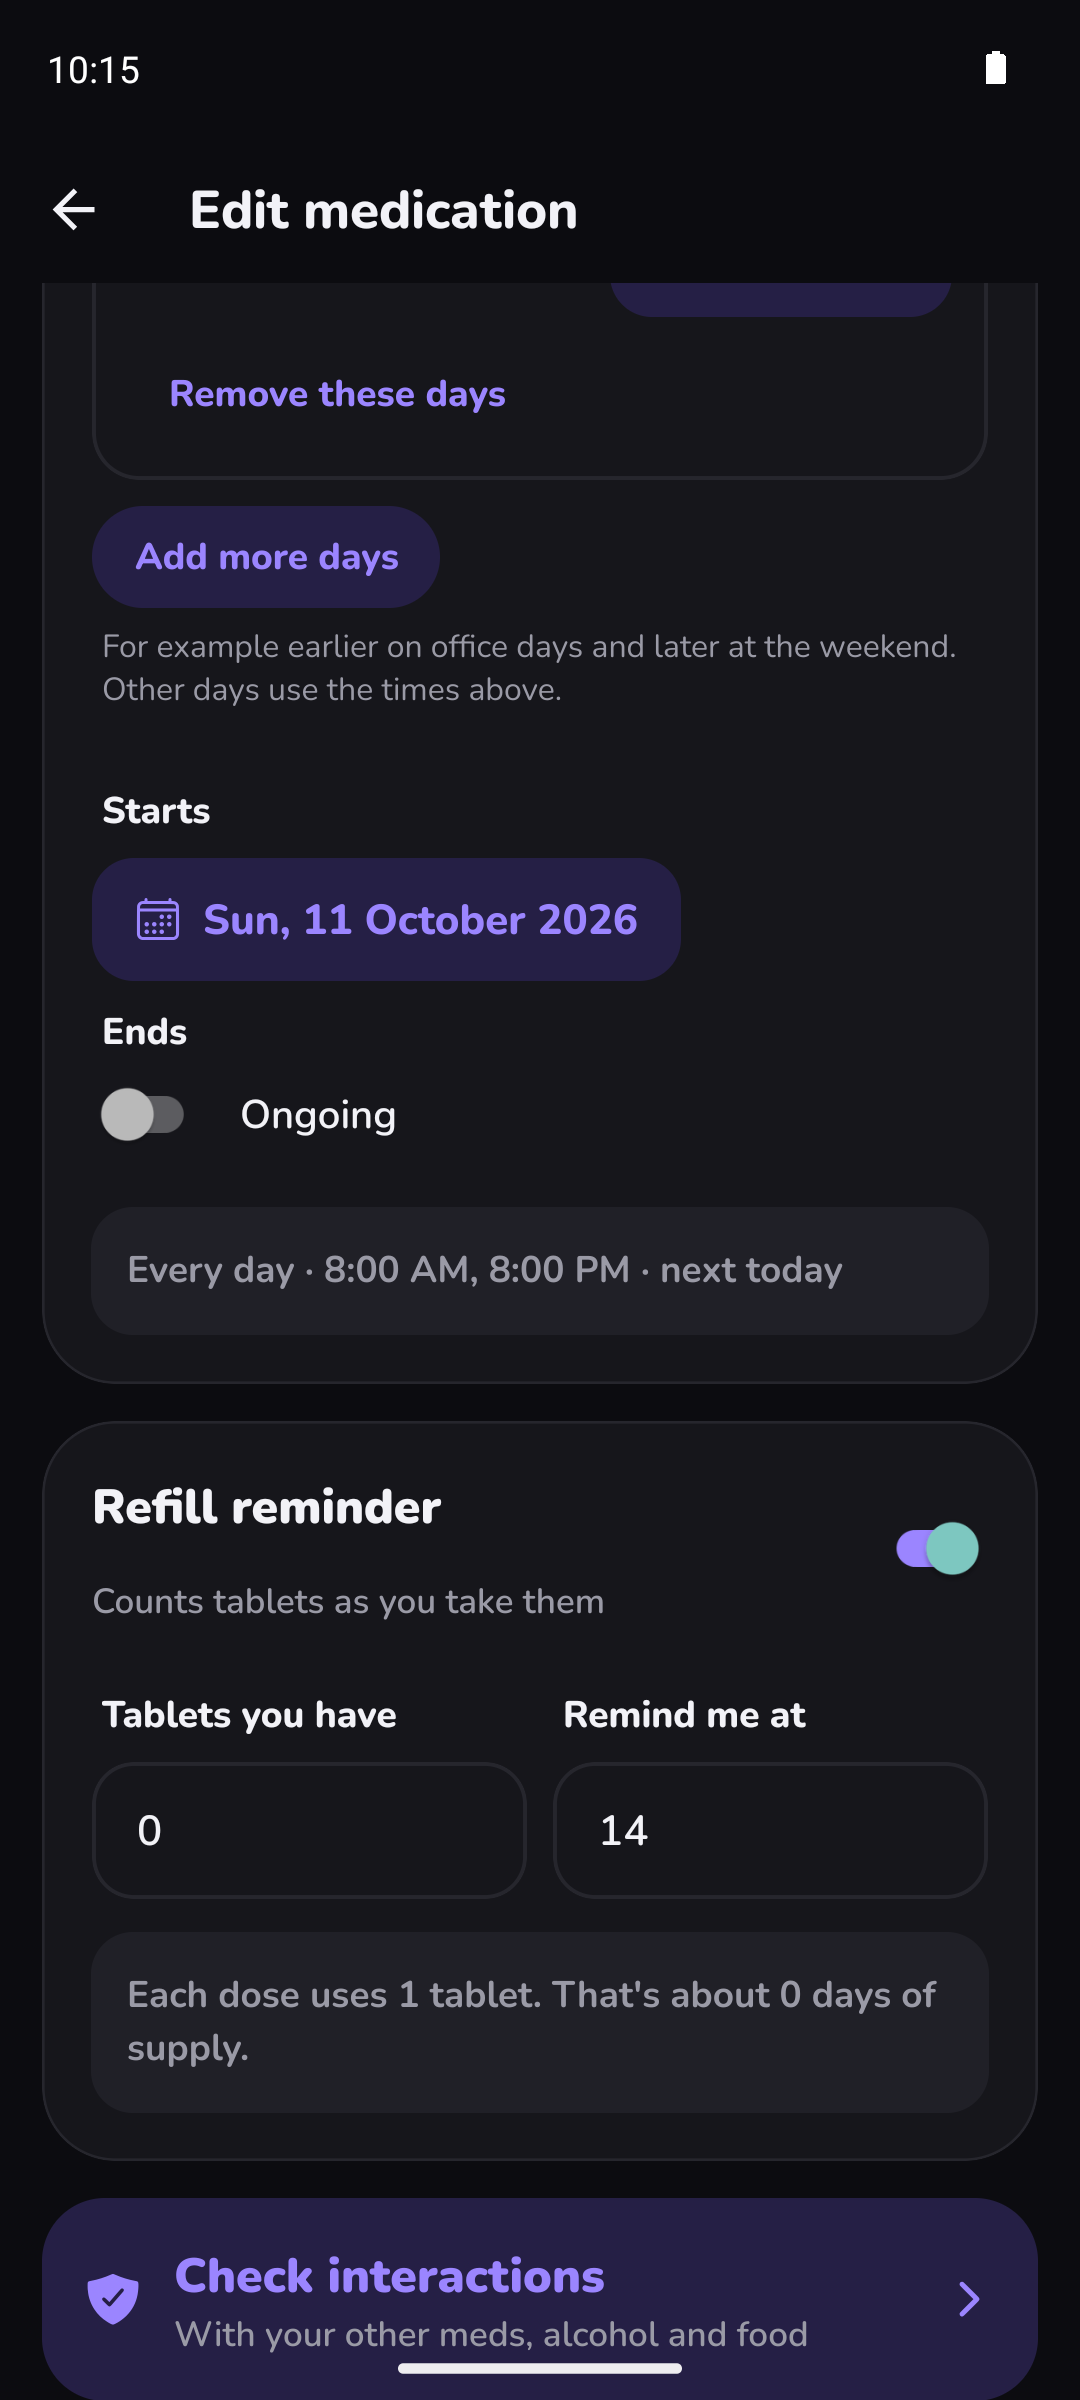 10:15
Edit medication
Remove these days
Add more days
For example earlier on office days and later at the weekend.
Other days use the times above.
Starts
Sun, 11 October 2026
Ends
Ongoing
Every day · 8:00 AM, 8:00 PM · next today
Refill reminder
Counts tablets as you take them
Tablets you have
Remind me at
0
14
Each dose uses 1 tablet. That's about 0 days of
supply.
Check interactions
With your other meds, alcohol and food